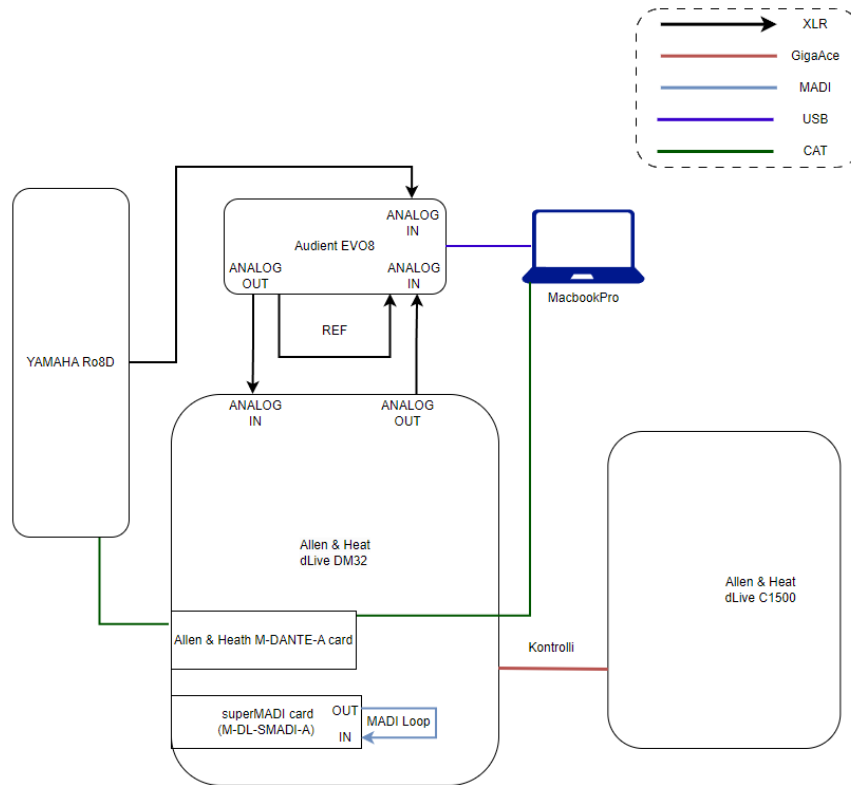 XLR
GigaAce
MADI
USB
CAT
ANALOG
IN
Audient EVO8
ANALOG
OUT
ANALOG
IN
MacbookPro
REF
YAMAHA Ro8D
ANALOG
IN
ANALOG
OUT
Allen & Heat
dLive DM32
Allen & Heat
dLive C1500
Allen & Heath M-DANTE-A card
Kontrolli
superMADI card
(M-DL-SMADI-A)
OUT
IN
MADI Loop